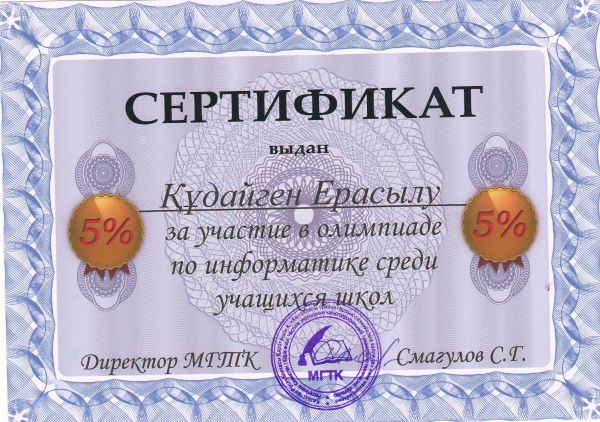 СЕРТИФИКАТ
выдан
Құдайген Ерасылу
5%
5%
за участие в олимпиаде
по информатике среди
учащихся школ
Директор МГТК
Смагулов С.Г.
МГТК